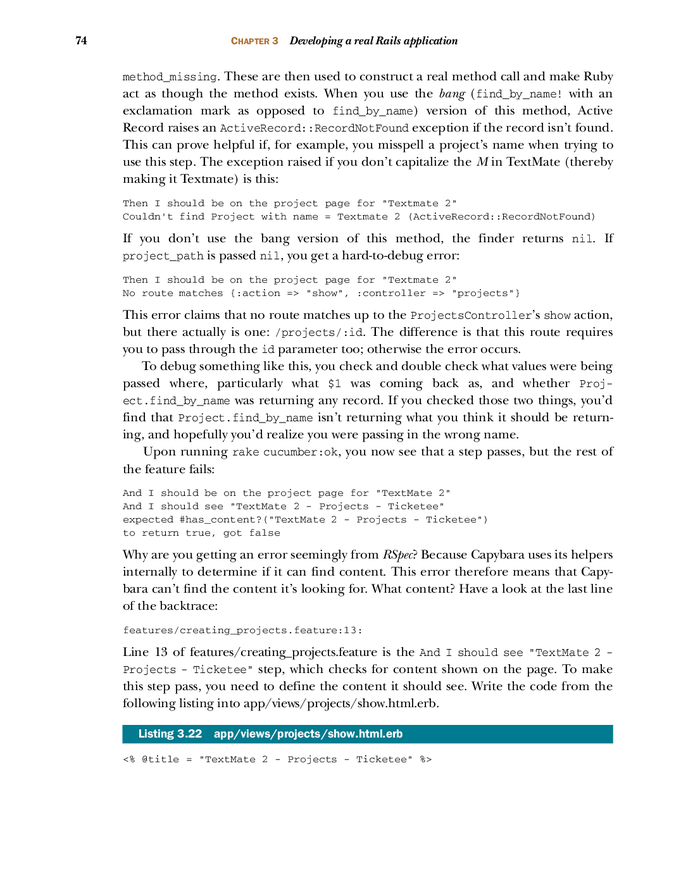 74 CHAPTER 3 Developing a real Rails application
method_missing. These are then used to construct a real method call and make Ruby
act as though the method exists. When you use the bang (find_by_name! with an
exclamation mark as opposed to find_by_name) version of this method, Active
Record raises an ActiveRecord::RecordNotFound exception if the record isn't found.
This can prove helpful if, for example, you misspell a project's name when trying to
use this step. The exception raised if you don't capitalize the M in TextMate (thereby
making it Textmate) is this:
Then I should be on the project page for "Textmate 2"
Couldn't find Project with name = Textmate 2 (ActiveRecord::RecordNotFound)
If you don't use the bang version of this method, the finder returns nil. If
project_path is passed nil, you get a hard-to-debug error:
Then I should be on the project page for "Textmate 2"
No route matches {:action => "show", :controller => "projects"}
This error claims that no route matches up to the ProjectsController's show action,
but there actually is one: /projects/:id. The difference is that this route requires
you to pass through the id parameter too; otherwise the error occurs.
To debug something like this, you check and double check what values were being
passed where, particularly what $1 was coming back as, and whether Proj-
ect.find_by_name was returning any record. If you checked those two things, you'd
find that Project.find_by_name isn't returning what you think it should be return-
ing, and hopefully you'd realize you were passing in the wrong name.
Upon running rake cucumber:ok, you now see that a step passes, but the rest of
the feature fails:
And I should be on the project page for "TextMate 2"
And I should see "TextMate 2 - Projects - Ticketee"
expected #has_content?("TextMate 2 - Projects - Ticketee")
to return true, got false
Why are you getting an error seemingly from RSpec? Because Capybara uses its helpers
internally to determine if it can find content. This error therefore means that Capy-
bara can't find the content it's looking for. What content? Have a look at the last line
of the backtrace:
features/creating_projects.feature:13:
Line 13 of features/creating_projects.feature is the And I should see "TextMate 2 -
Projects - Ticketee" step, which checks for content shown on the page. To make
this step pass, you need to define the content it should see. Write the code from the
following listing into app/views/projects/show.html.erb.
Listing 3.22 app/views/projects/show.html.erb
<% @title = "TextMate 2 - Projects - Ticketee" %>